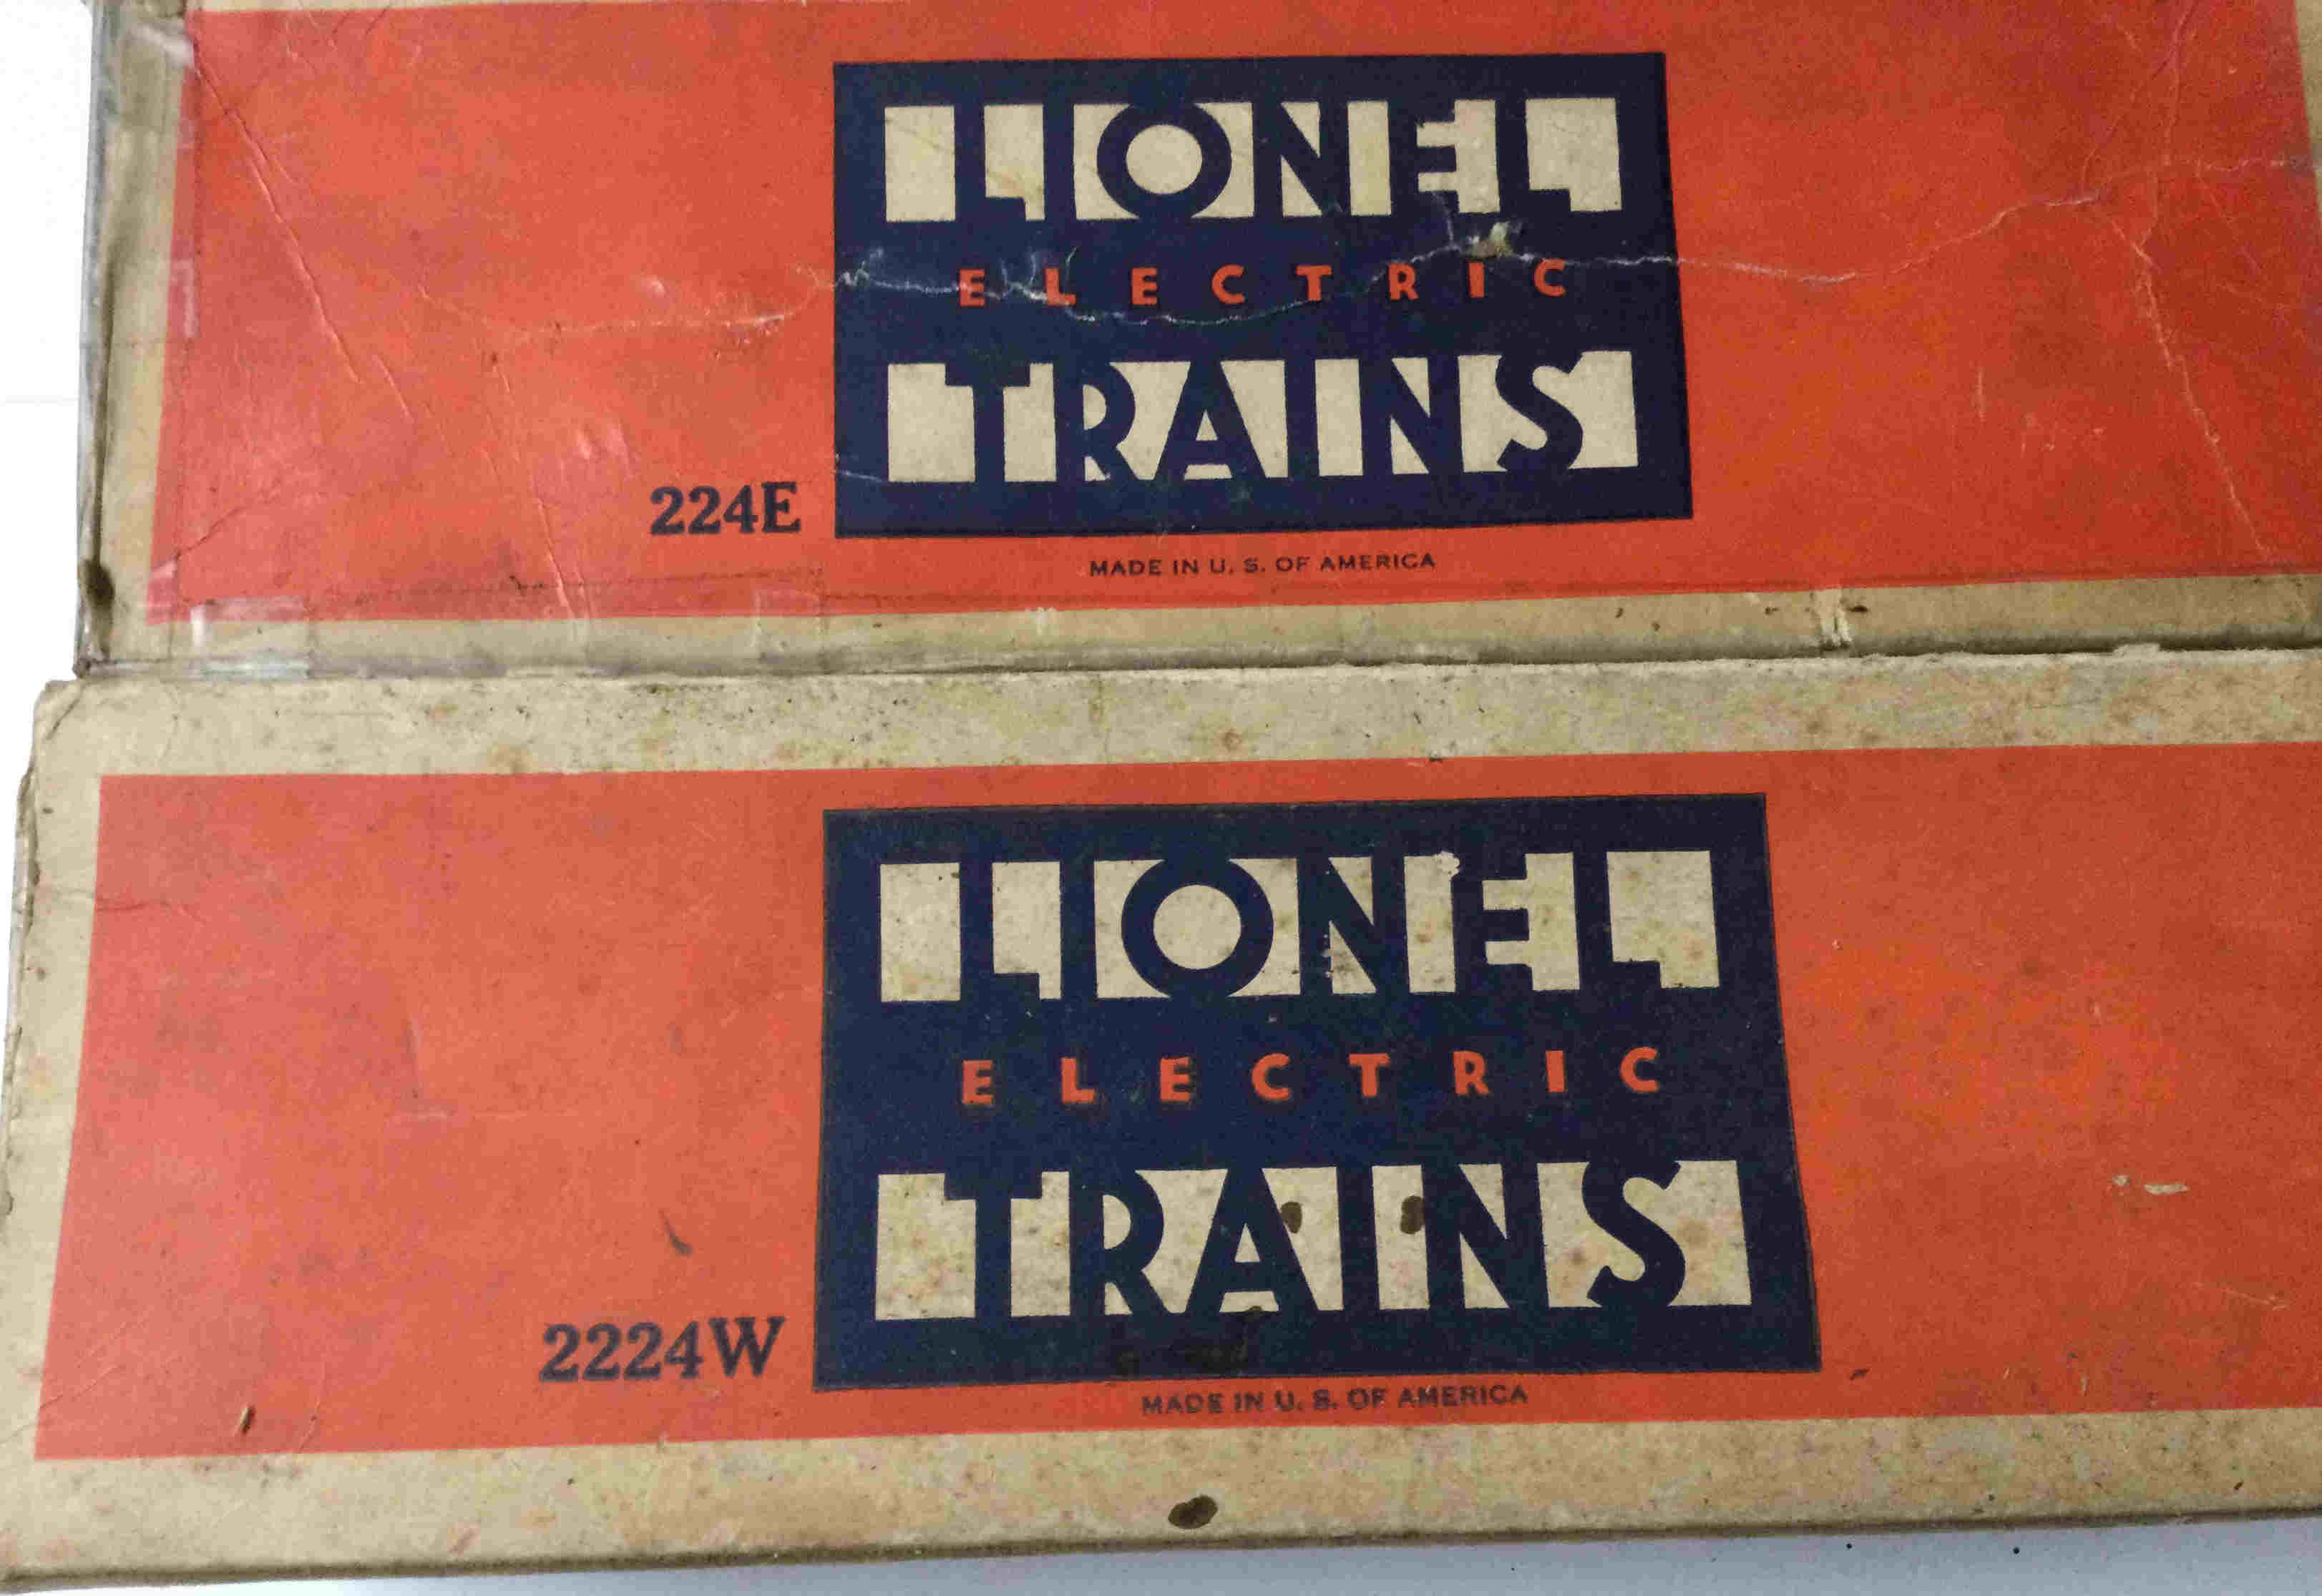 LIONEL
ELECTRIC
TRAINS
224E
MADE IN U. S. OF AMERICA
LIONEL
ELECTRIC
TRAINS
2224W
MADE IN U. S. OF AMERICA